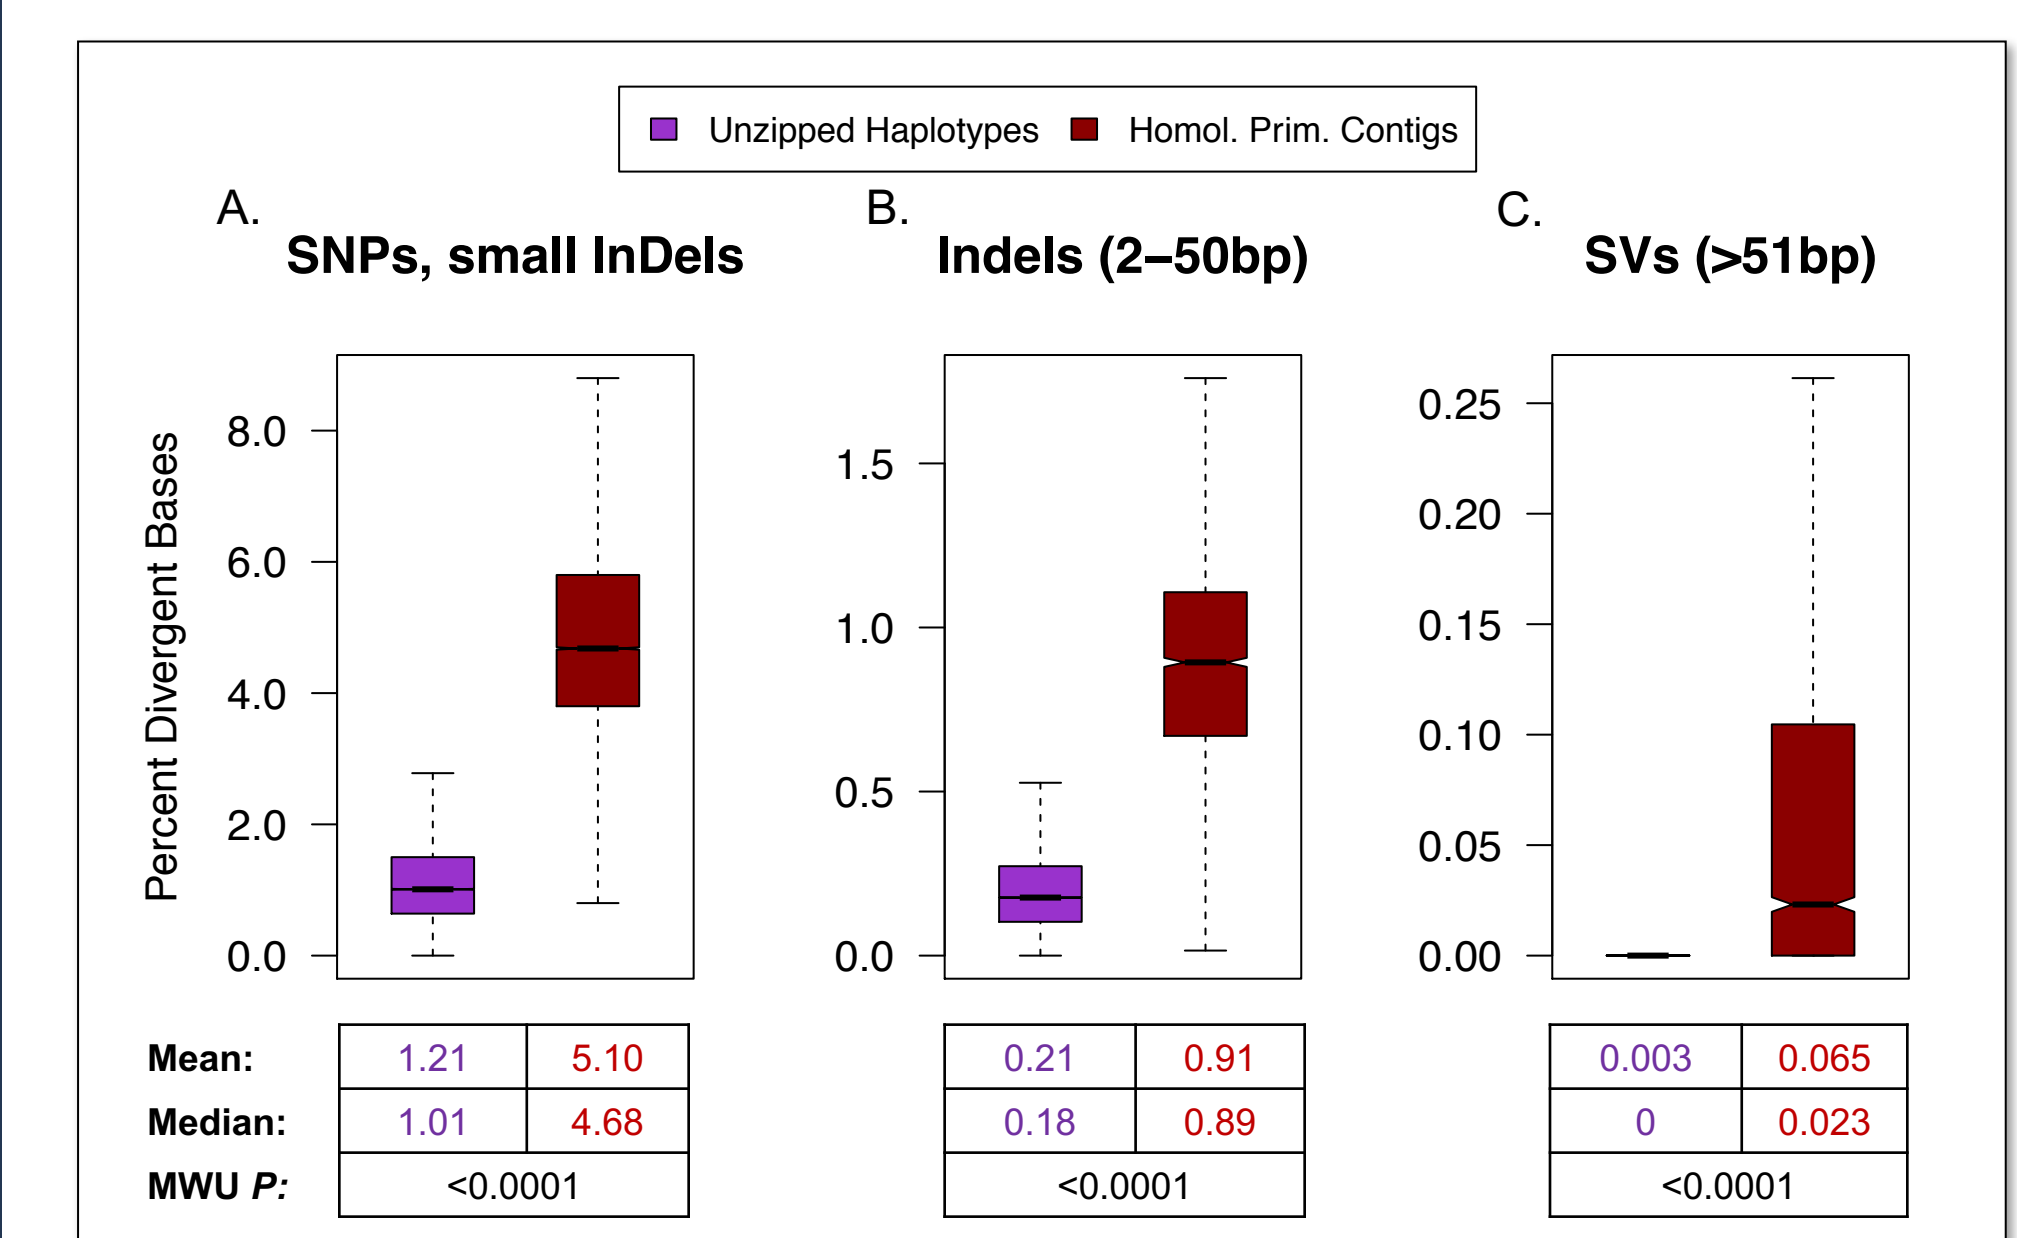 Unzipped Haplotypes Homol. Prim. Contigs
A. B. C.
SNPs, small InDels Indels (2–50bp) SVs (>51bp)
Percent Divergent Bases
8.0
6.0
4.0
2.0
0.0
1.5
1.0
0.5
0.0
0.25
0.20
0.15
0.10
0.05
0.00
Mean: 1.21 5.10 0.21 0.91 0.003 0.065
Median: 1.01 4.68 0.18 0.89 0 0.023
MWU P: <0.0001 <0.0001 <0.0001